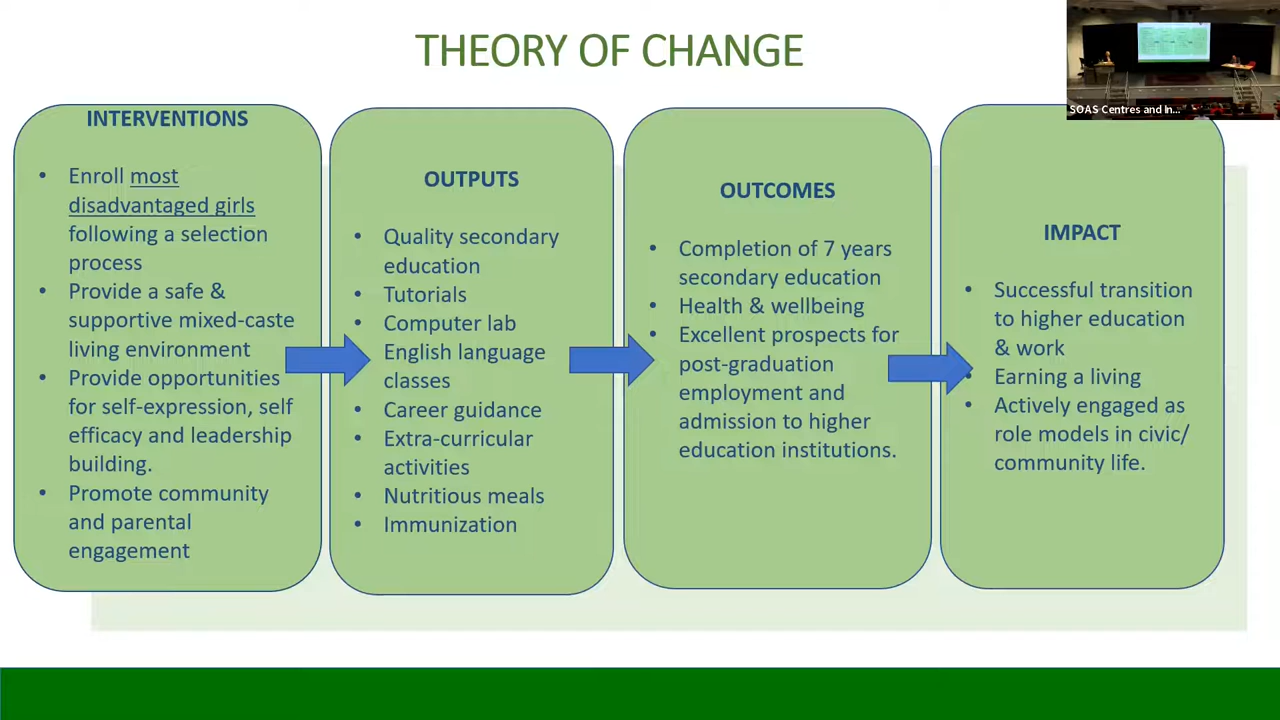 THEORY OF CHANGE
SOAS Centres and In...
INTERVENTIONS
• Enroll most
disadvantaged girls
following a selection
process
• Provide a safe &
supportive mixed-caste
living environment
• Provide opportunities
for self-expression, self
efficacy and leadership
building.
• Promote community
and parental
engagement
OUTPUTS
• Quality secondary
education
• Tutorials
• Computer lab
• English language
classes
• Career guidance
• Extra-curricular
activities
• Nutritious meals
• Immunization
OUTCOMES
• Completion of 7 years
secondary education
• Health & wellbeing
• Excellent prospects for
post-graduation
employment and
admission to higher
education institutions.
IMPACT
• Successful transition
to higher education
& work
• Earning a living
• Actively engaged as
role models in civic/
community life.